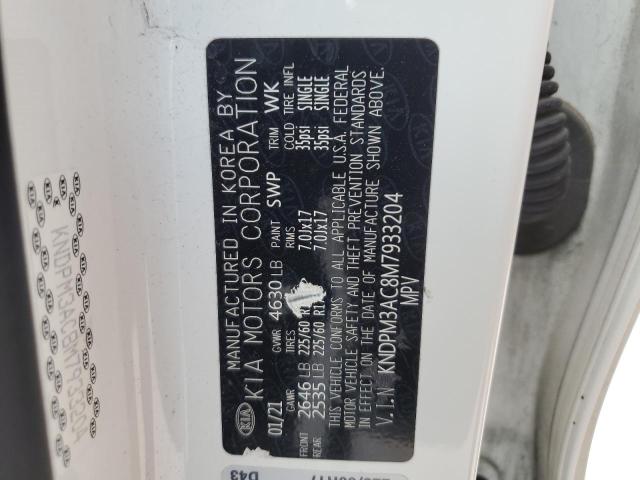 KIA
MANUFACTURED IN KOREA BY
KIA MOTORS CORPORATION
01/21 GVWR 4630 LB PAINT SWP TRIM WK
GAWR TIRES RIMS COLD TIRE INFL
FRONT 2646 LB 225/60 7.0Jx17 35psi SINGLE
REAR 2535 LB 225/60 7.0Jx17 35psi SINGLE
THIS VEHICLE CONFORMS TO ALL APPLICABLE U.S.A. FEDERAL
MOTOR VEHICLE SAFETY AND THEFT PREVENTION STANDARDS
IN EFFECT ON THE DATE OF MANUFACTURE SHOWN ABOVE.
V.I.N KNDPM3AC8M7933204
MPV
KNDPM3AC8M7933204
D43